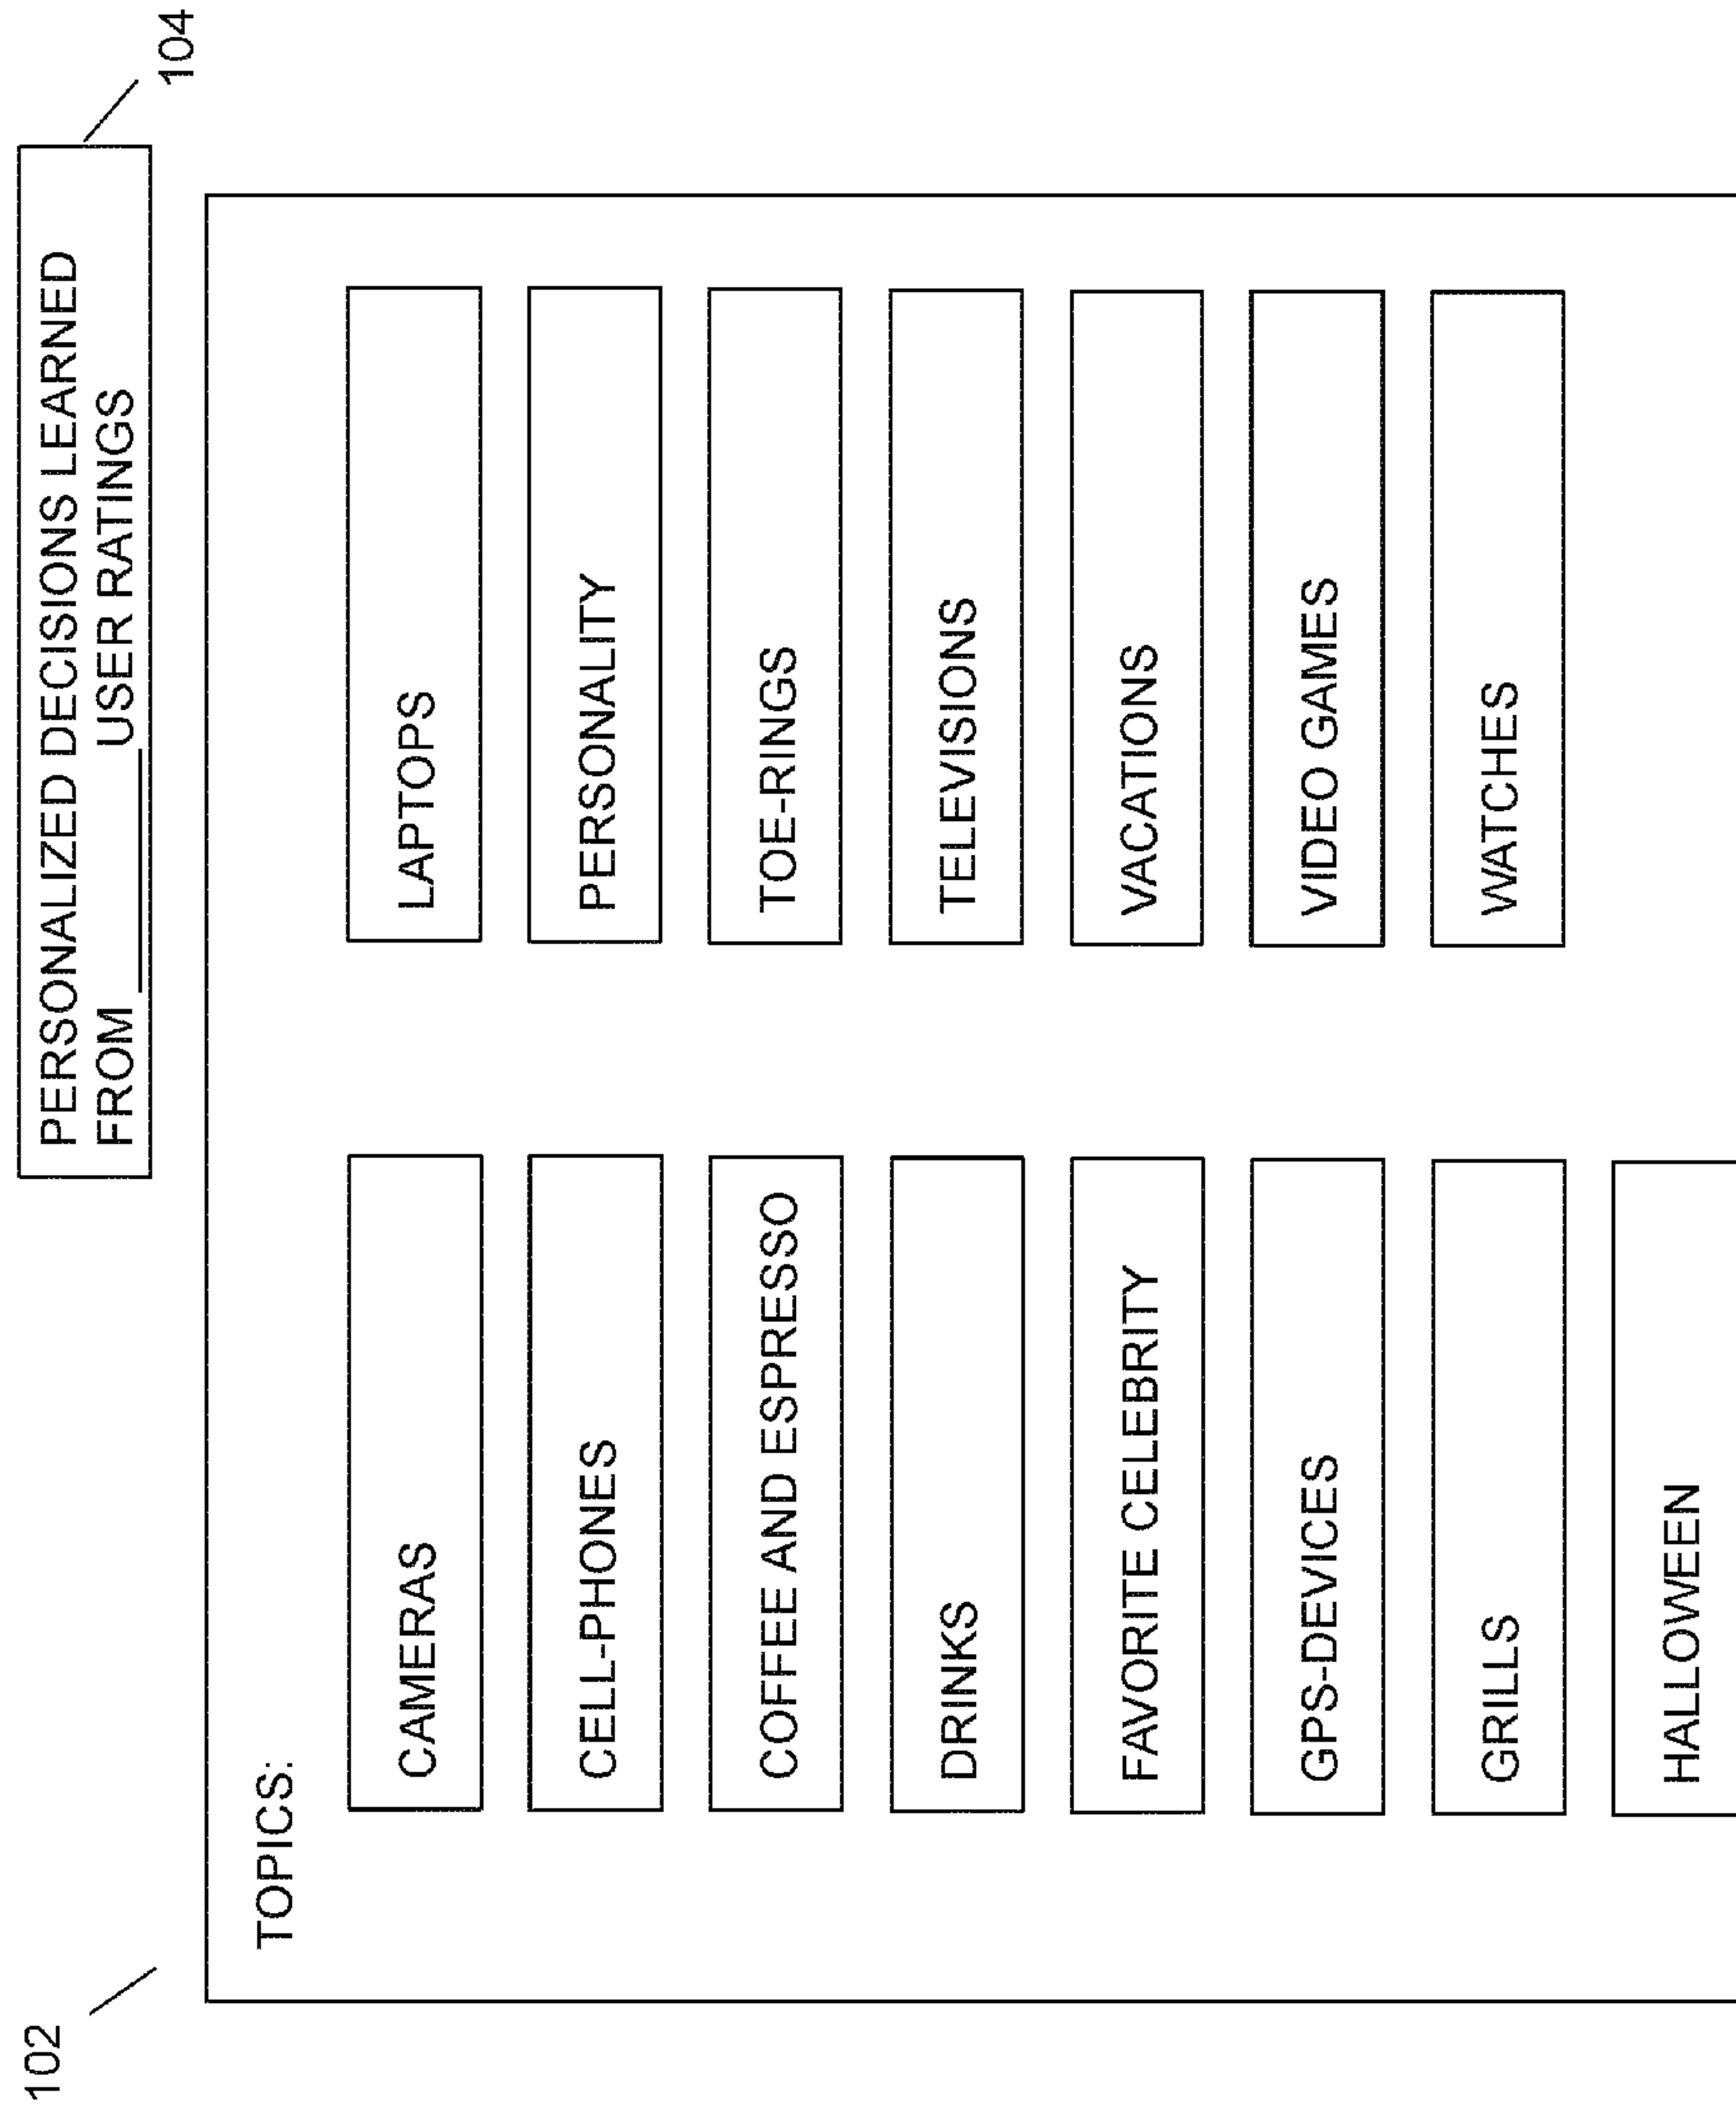 102
PERSONALIZED DECISIONS LEARNED
FROM ________ USER RATINGS
104
TOPICS:
CAMERAS
CELL-PHONES
COFFEE AND ESPRESSO
DRINKS
FAVORITE CELEBRITY
GPS-DEVICES
GRILLS
HALLOWEEN
LAPTOPS
PERSONALITY
TOE-RINGS
TELEVISIONS
VACATIONS
VIDEO GAMES
WATCHES